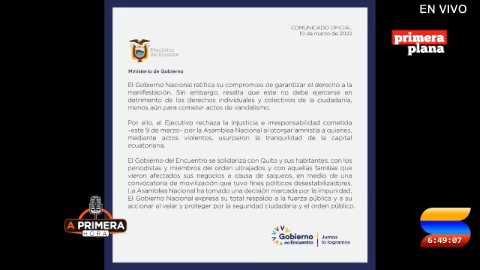 EN VIVO
primera
plana
COMUNICADO OFICIAL
10 de marzo de 2022
República
del Ecuador
Ministerio de Gobierno
El Gobierno Nacional ratifica su compromiso de garantizar el derecho a la
manifestación. Sin embargo, resalta que este no debe ejercerse en
detrimento de los derechos individuales y colectivos de la ciudadanía,
menos aún para cometer actos de vandalismo.
Por ello, el Ejecutivo rechaza la injusticia e irresponsabilidad cometida
-este 9 de marzo- por la Asamblea Nacional al otorgar amnistía a quienes,
mediante actos violentos, usurparon la tranquilidad de la capital
ecuatoriana.
El Gobierno del Encuentro se solidariza con Quito y sus habitantes, con los
periodistas y miembros del orden ultrajados y con aquellas familias que
vieron afectados sus negocios a causa de saqueos, en medio de una
convocatoria de movilización que tuvo fines políticos desestabilizadores.
La Asamblea Nacional ha tomado una decisión marcada por la impunidad.
El Gobierno Nacional expresa su total respaldo a la fuerza pública y a su
accionar al velar y proteger por la seguridad ciudadana y el orden público.
A PRIMERA
HORA
Gobierno
del Encuentro
Juntos
lo logramos
6:49:07